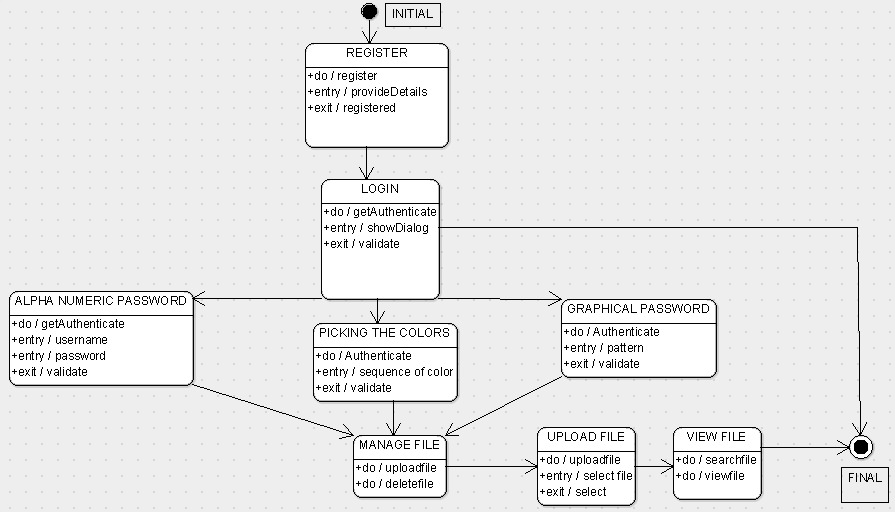 INITIAL
REGISTER
+do / register
+entry / provideDetails
+exit / registered
LOGIN
+do / getAuthenticate
+entry / showDialog
+exit / validate
ALPHA NUMERIC PASSWORD
+do / getAuthenticate
+entry / username
+entry / password
+exit / validate
PICKING THE COLORS
+do / Authenticate
+entry / sequence of color
+exit / validate
GRAPHICAL PASSWORD
+do / Authenticate
+entry / pattern
+exit / validate
MANAGE FILE
+do / uploadfile
+do / deletefile
UPLOAD FILE
+do / uploadfile
+entry / select file
+exit / select
VIEW FILE
+do / searchfile
+do / viewfile
FINAL